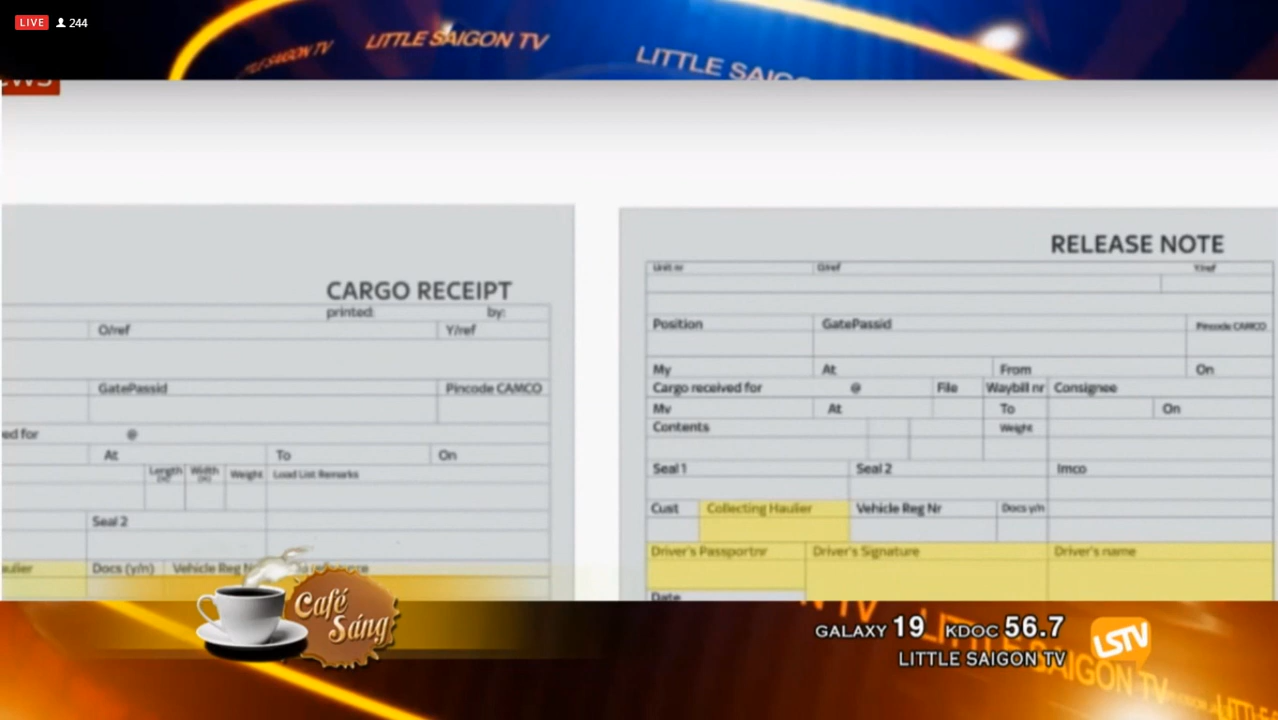 LIVE 244
LITTLE SAIGON TV
LITTLE SAIGON TV
LITTLE SAIGO
CARGO RECEIPT
printed: by:
O/ref Y/ref
GatePassid Pincode CAMCO
ed for @
At To On
Length Width Weight Load List Remarks
Seal 2
aulier Docs (y/n) Vehicle Reg N
RELEASE NOTE
Unit nr O/ref Y/ref
Position GatePassid Pincode CAMCO
My At From On
Cargo received for @ File Waybill nr Consignee
Mv At To On
Contents Weight
Seal 1 Seal 2 Imco
Cust Collecting Haulier Vehicle Reg Nr Docs y/n
Driver's Passportnr Driver's Signature Driver's name
Date
Café
Sáng
GALAXY 19 KDOC 56.7
LITTLE SAIGON TV
LSTV